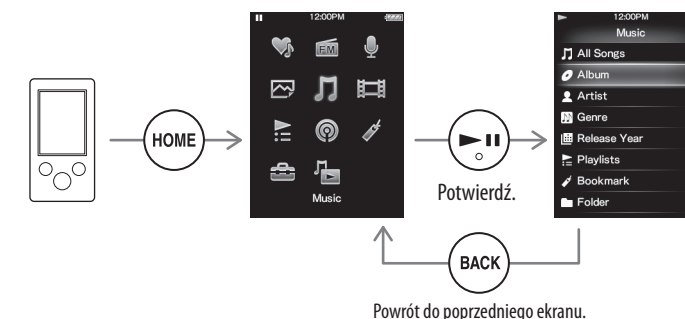 12:00PM
FM
Music
HOME
Potwierdź.
12:00PM
Music
All Songs
Album
Artist
Genre
Release Year
Playlists
Bookmark
Folder
BACK
Powrót do poprzedniego ekranu.